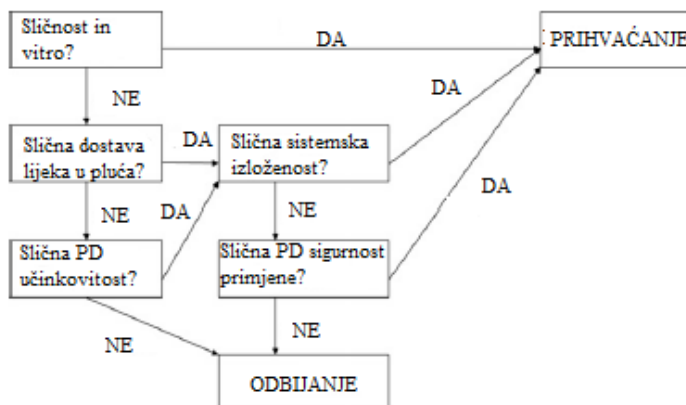 Sličnost in
vitro?
DA
PRIHVAĆANJE
NE
DA
Slična dostava
lijeka u pluća?
DA
Slična sistemska
izloženost?
NE
DA
NE
DA
Slična PD
učinkovitost?
Slična PD sigurnost
primjene?
NE
NE
ODBIJANJE